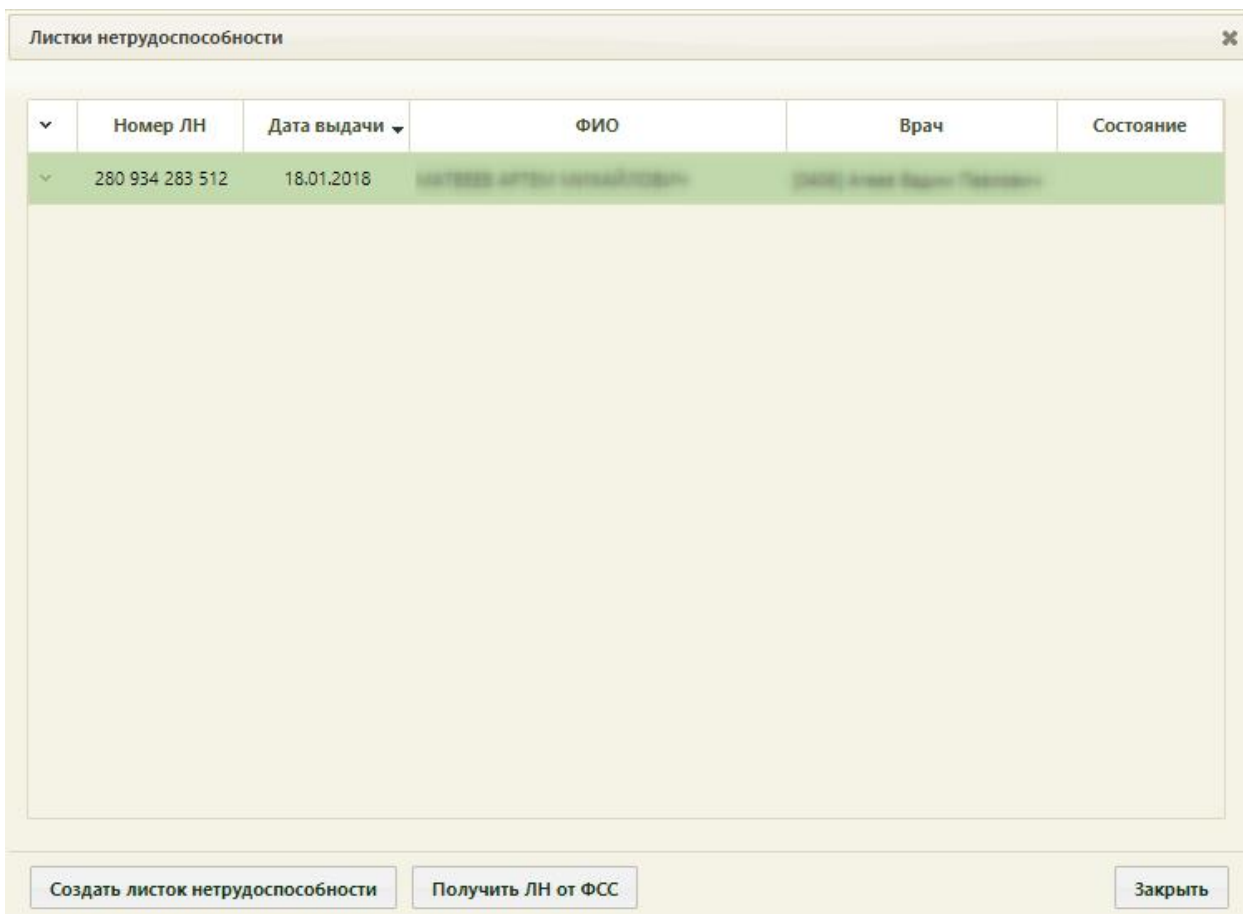 Листки нетрудоспособности
Номер ЛН Дата выдачи ФИО Врач Состояние
280 934 283 512 18.01.2018
Создать листок нетрудоспособности Получить ЛН от ФСС Закрыть